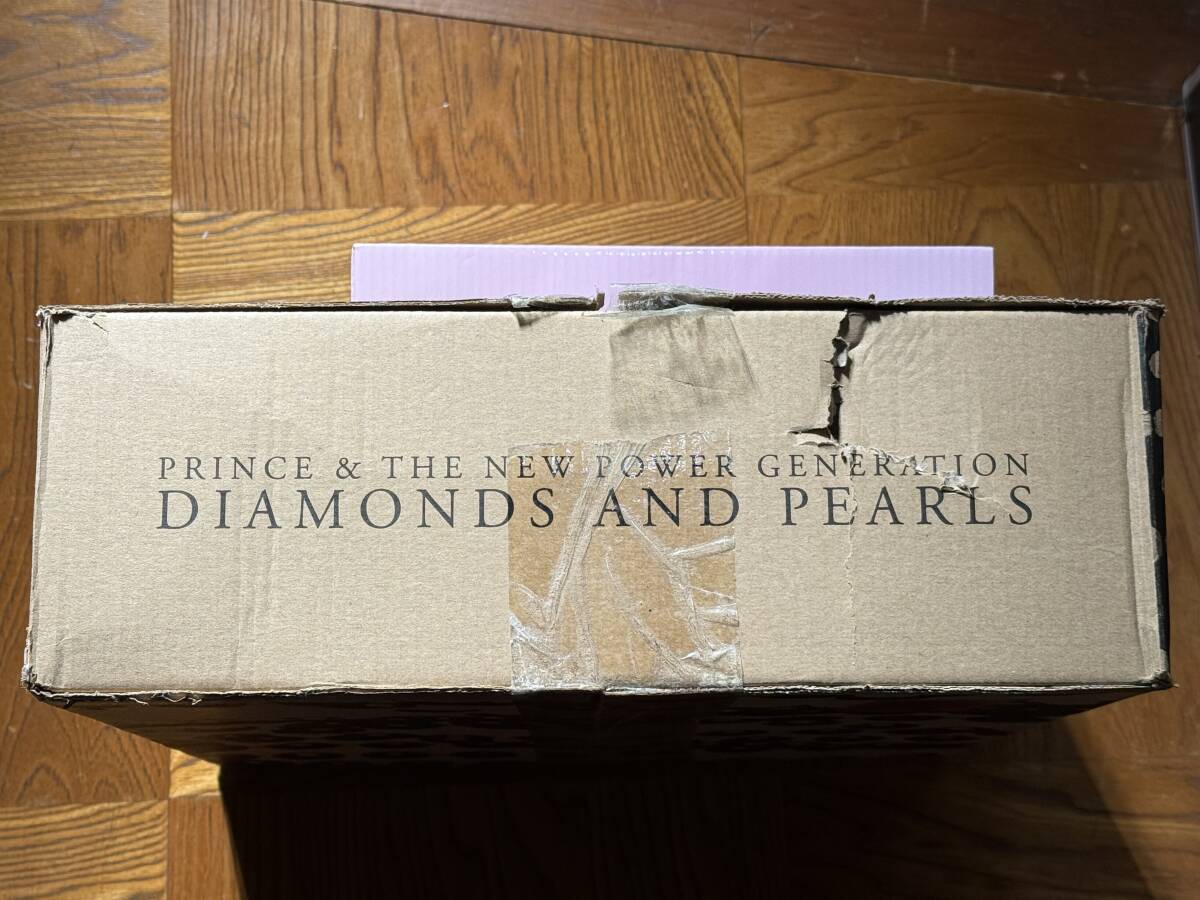 PRINCE & THE NEW POWER GENERATION
DIAMONDS AND PEARLS